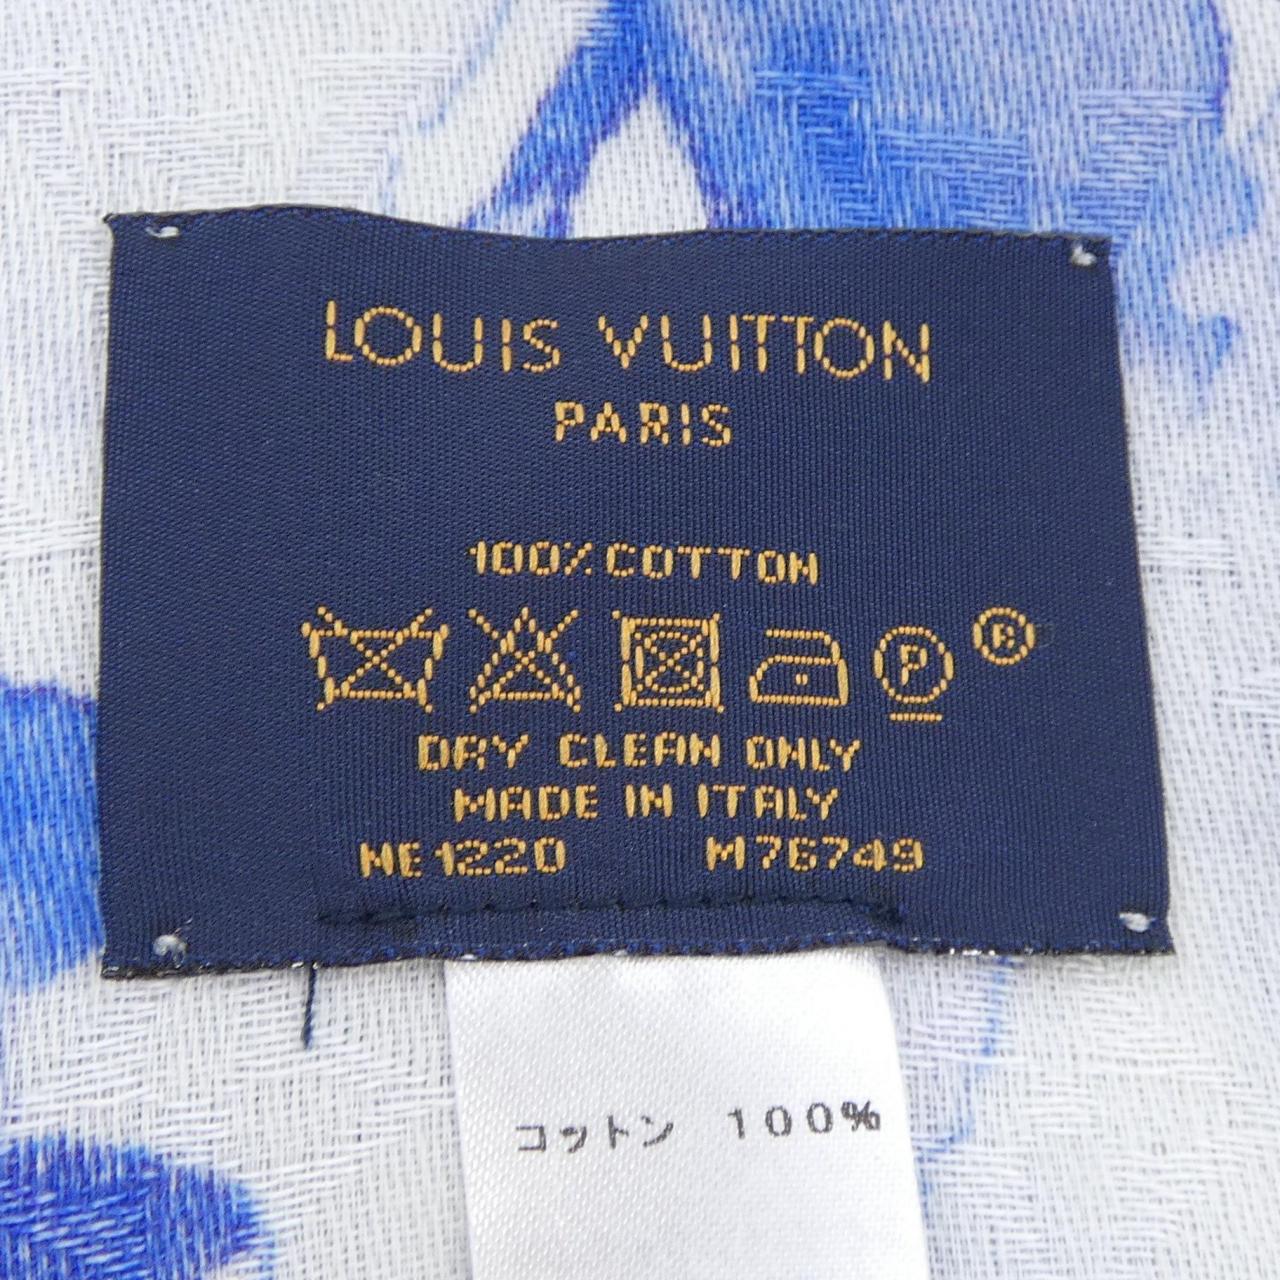 LOUIS VUITTON
PARIS
100% COTTON
P ®
DRY CLEAN ONLY
MADE IN ITALY
NE1220 M76749
コットン 100%